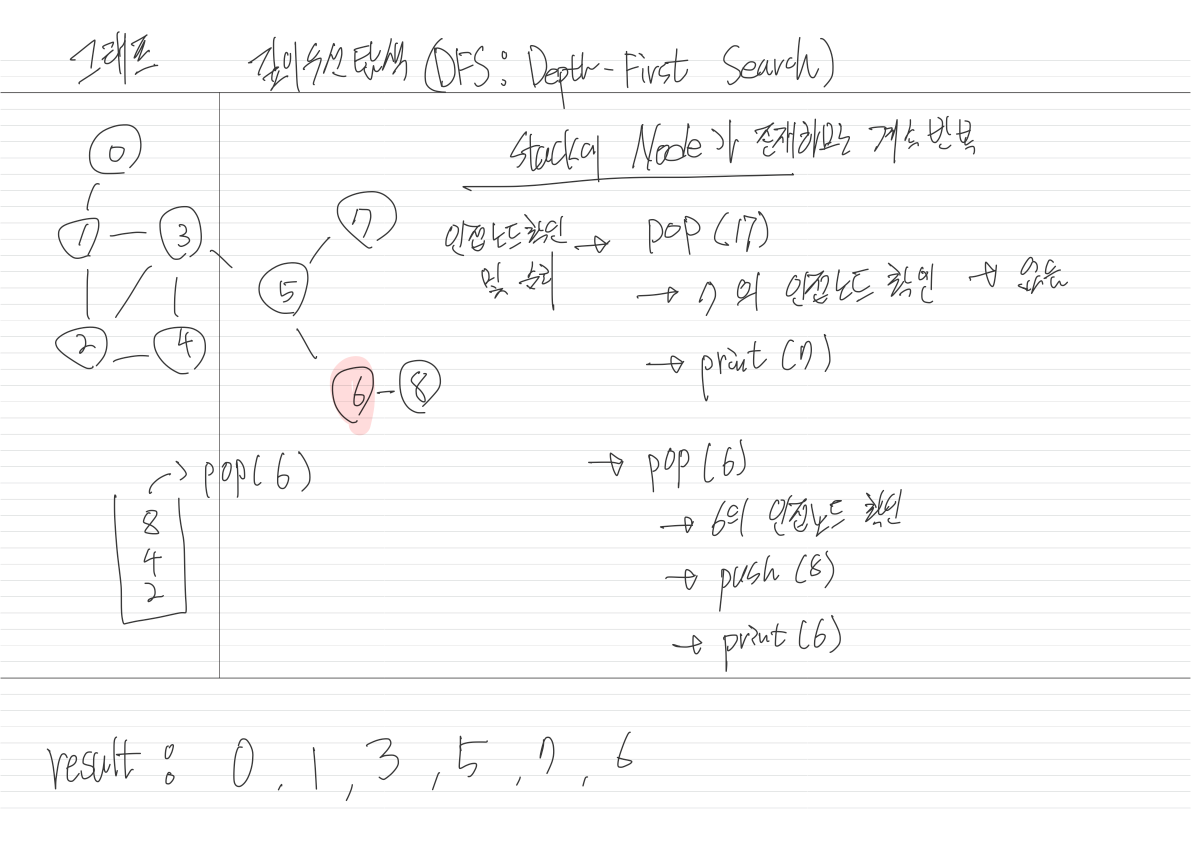 그래프 깊이우선탐색 (DFS: Depth-First Search)
Stack에 Node가 존재하므로 계속 반복
0
1 3 7
5
2 4
6 8
인접노드확인 → pop(17)
및
→ 7의 인접노드 확인 → 없음
→ print(7)
→ pop(6)
→ 6의 인접노드 확인
→ push(8)
→ print(6)
→ pop(6)
8
4
2
result: 0, 1, 3, 5, 7, 6